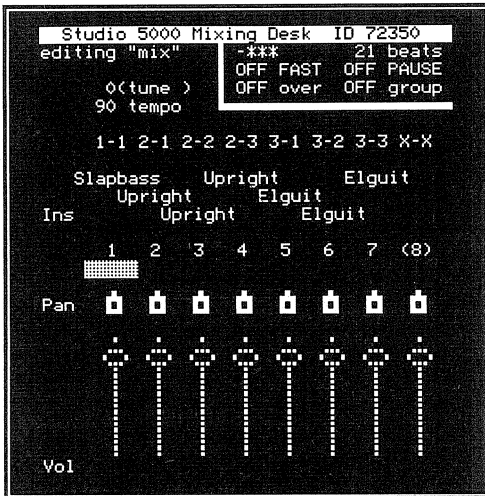 Studio 5000 Mixing Desk ID 72350
editing "mix" -*** 21 beats
OFF FAST OFF PAUSE
0(tune ) OFF over OFF group
90 tempo
1-1 2-1 2-2 2-3 3-1 3-2 3-3 X-X
Slapbass Upright Elguit
Upright Elguit
Ins Upright Elguit
1 2 3 4 5 6 7 (8)
Pan
Vol